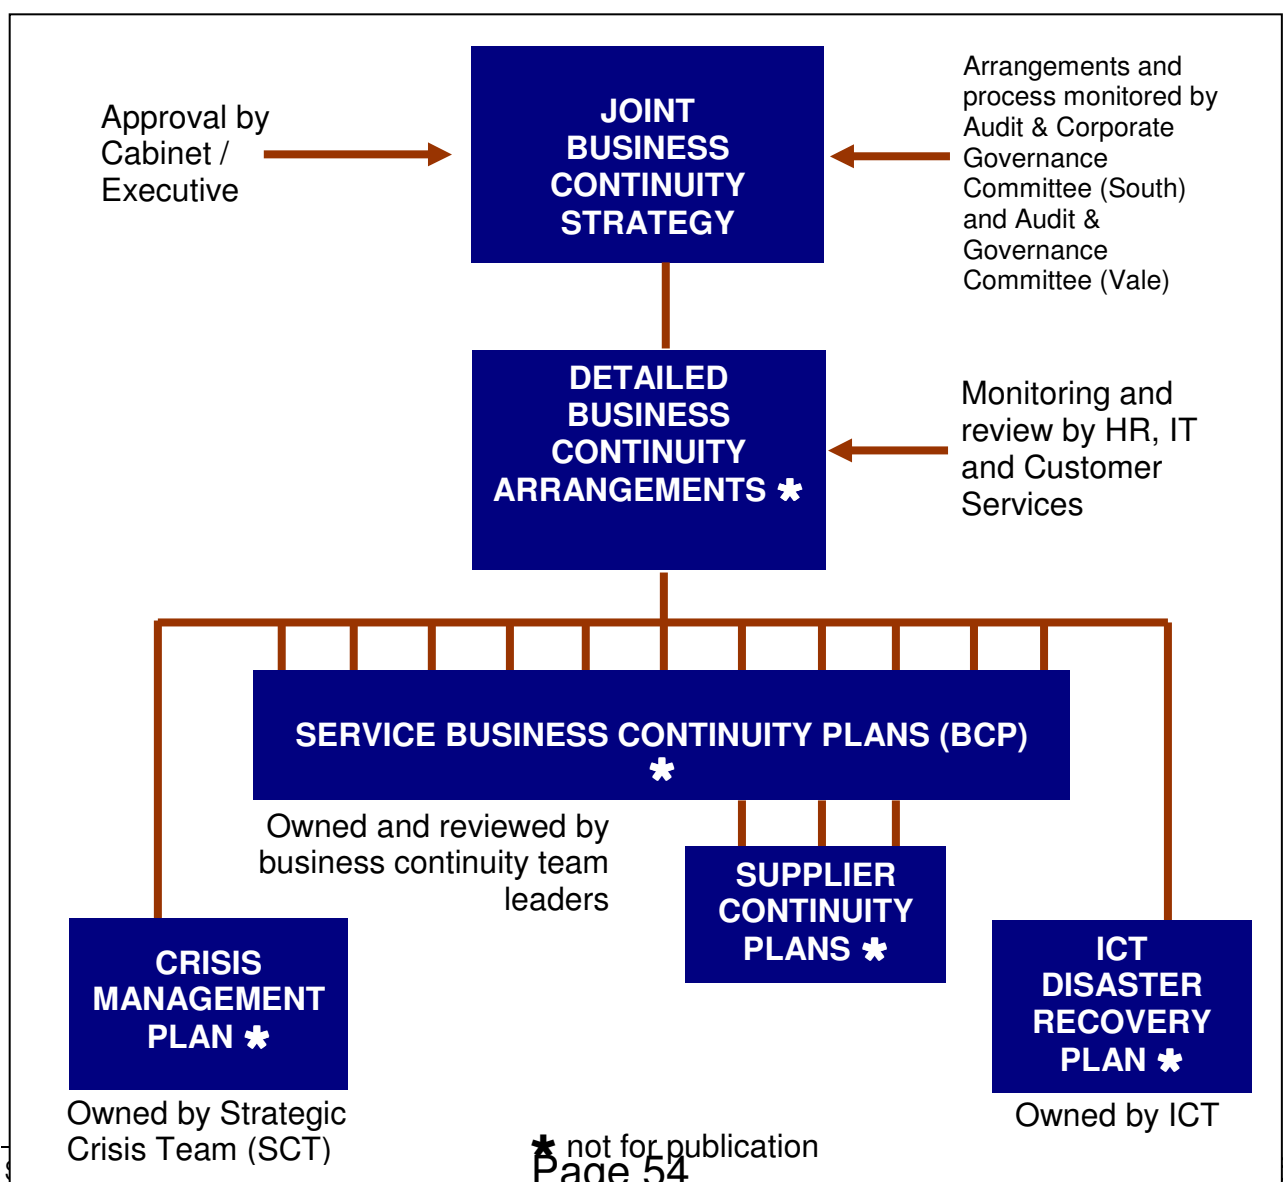 Approval by
Cabinet /
Executive
JOINT
BUSINESS
CONTINUITY
STRATEGY
Arrangements and
process monitored by
Audit & Corporate
Governance
Committee (South)
and Audit &
Governance
Committee (Vale)
DETAILED
BUSINESS
CONTINUITY
ARRANGEMENTS *
Monitoring and
review by HR, IT
and Customer
Services
SERVICE BUSINESS CONTINUITY PLANS (BCP)
*
Owned and reviewed by
business continuity team
leaders
SUPPLIER
CONTINUITY
PLANS *
CRISIS
MANAGEMENT
PLAN *
ICT
DISASTER
RECOVERY
PLAN *
Owned by Strategic
Crisis Team (SCT)
Owned by ICT
* not for publication
Page 54